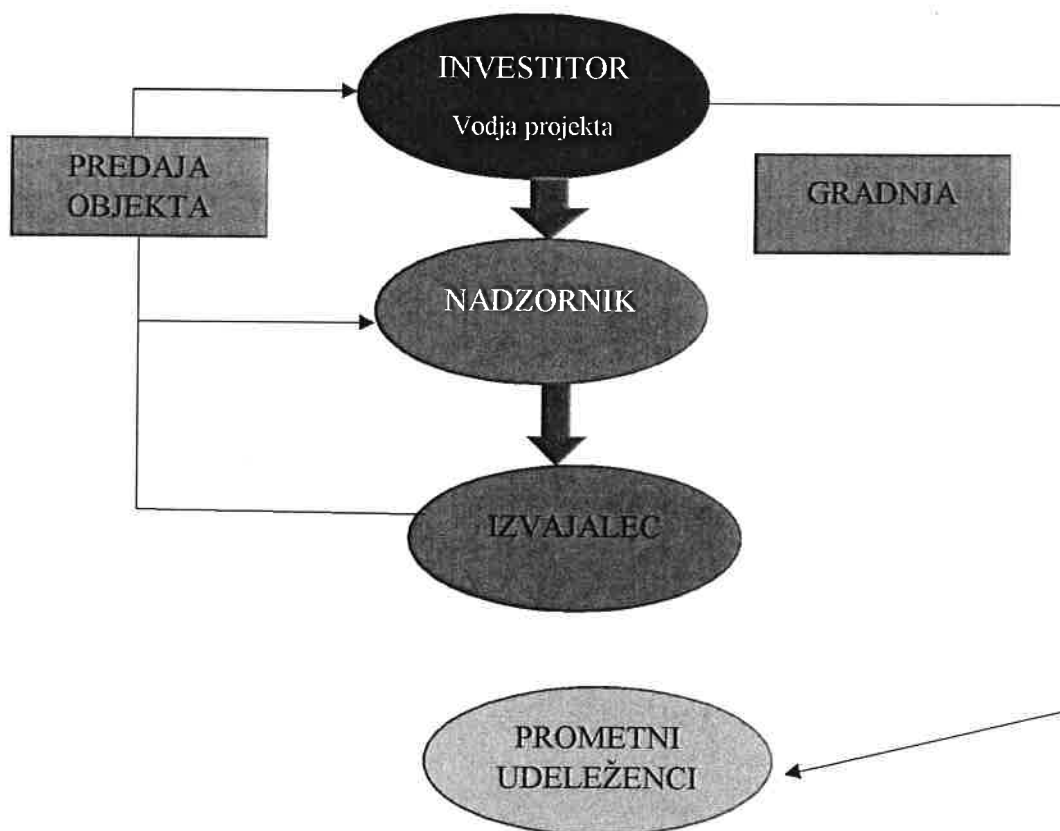 INVESTITOR
Vodja projekta
PREDAJA
OBJEKTA
GRADNJA
NADZORNIK
IZVAJALEC
PROMETNI
UDELEŽENCI